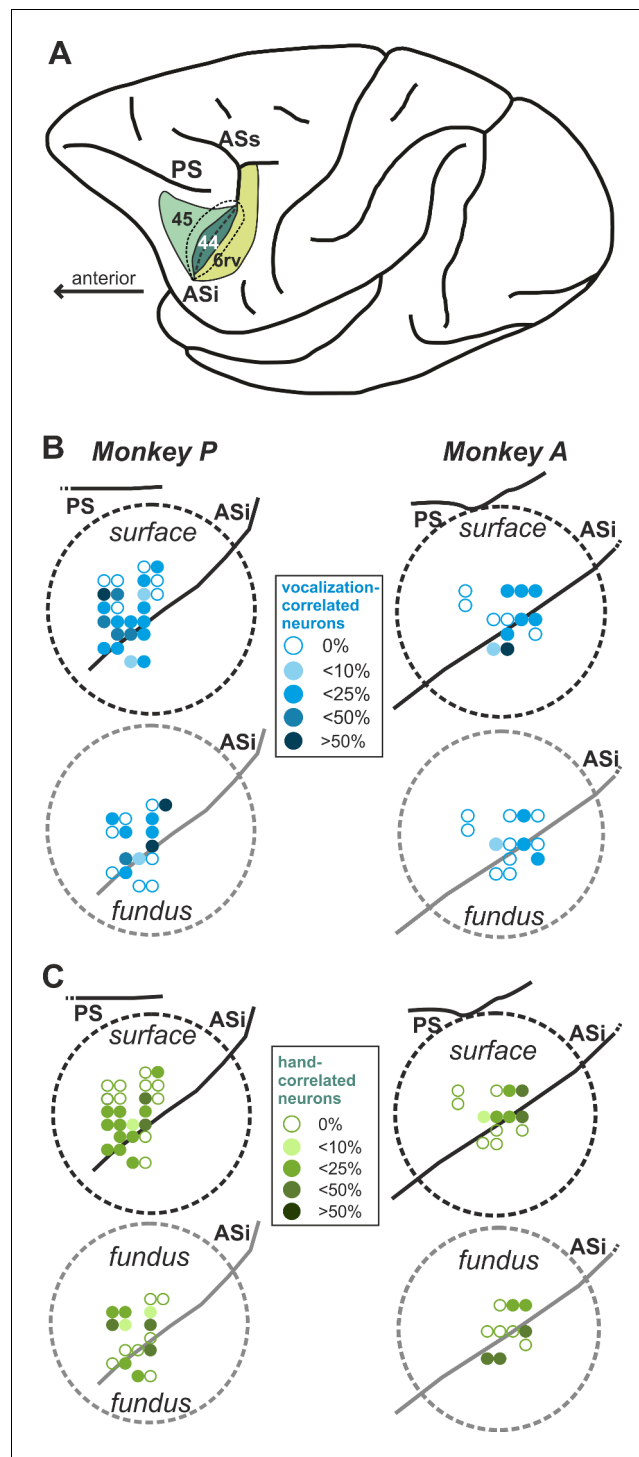 A
ASs
PS
45
44
6rv
ASi
anterior
B
Monkey P
Monkey A
PS
ASi
surface
PS
ASi
surface
vocalization-
correlated
neurons
0%
<10%
<25%
<50%
>50%
ASi
fundus
ASi
fundus
C
PS
ASi
surface
PS
ASi
surface
hand-
correlated
neurons
0%
<10%
<25%
<50%
>50%
ASi
fundus
fundus
ASi
fundus